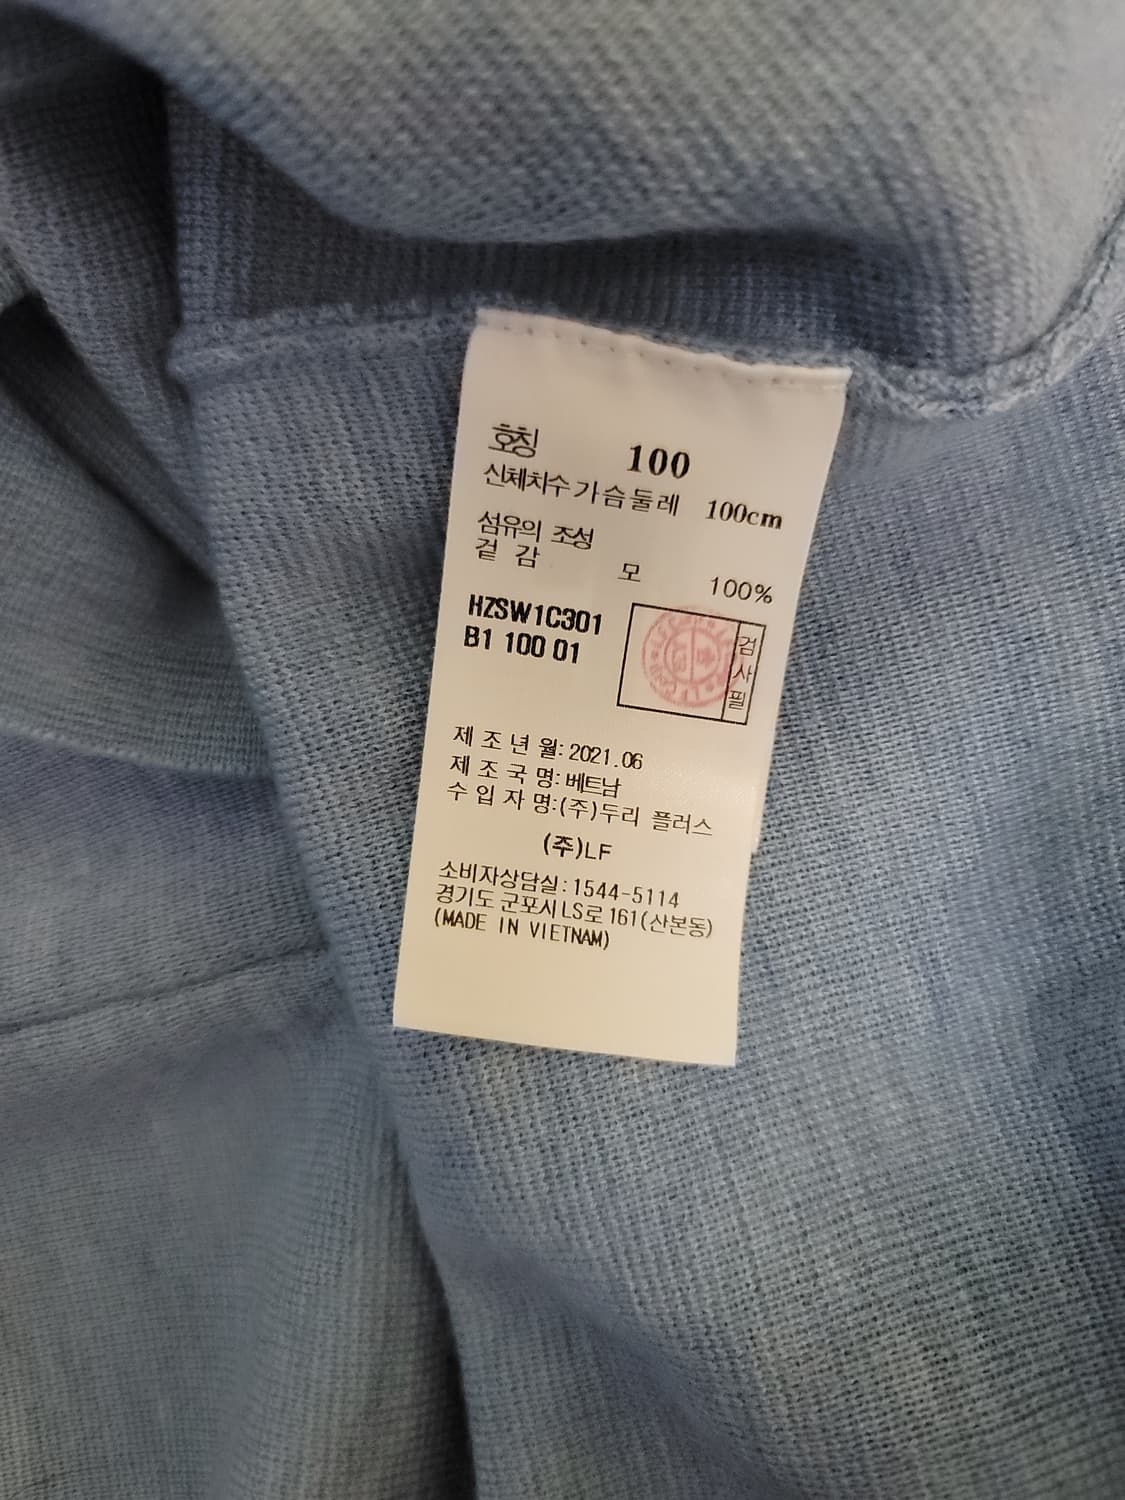 호칭 100
신체치수 가슴둘레 100cm
섬유의 조성
겉 감 모 100%
HZSW1C301
B1 100 01
검사필
제 조 년 월: 2021.06
제 조 국 명: 베트남
수 입 자 명:(주)두리 플러스
(주)LF
소비자상담실: 1544-5114
경기도 군포시 LS로 161(산본동)
(MADE IN VIETNAM)